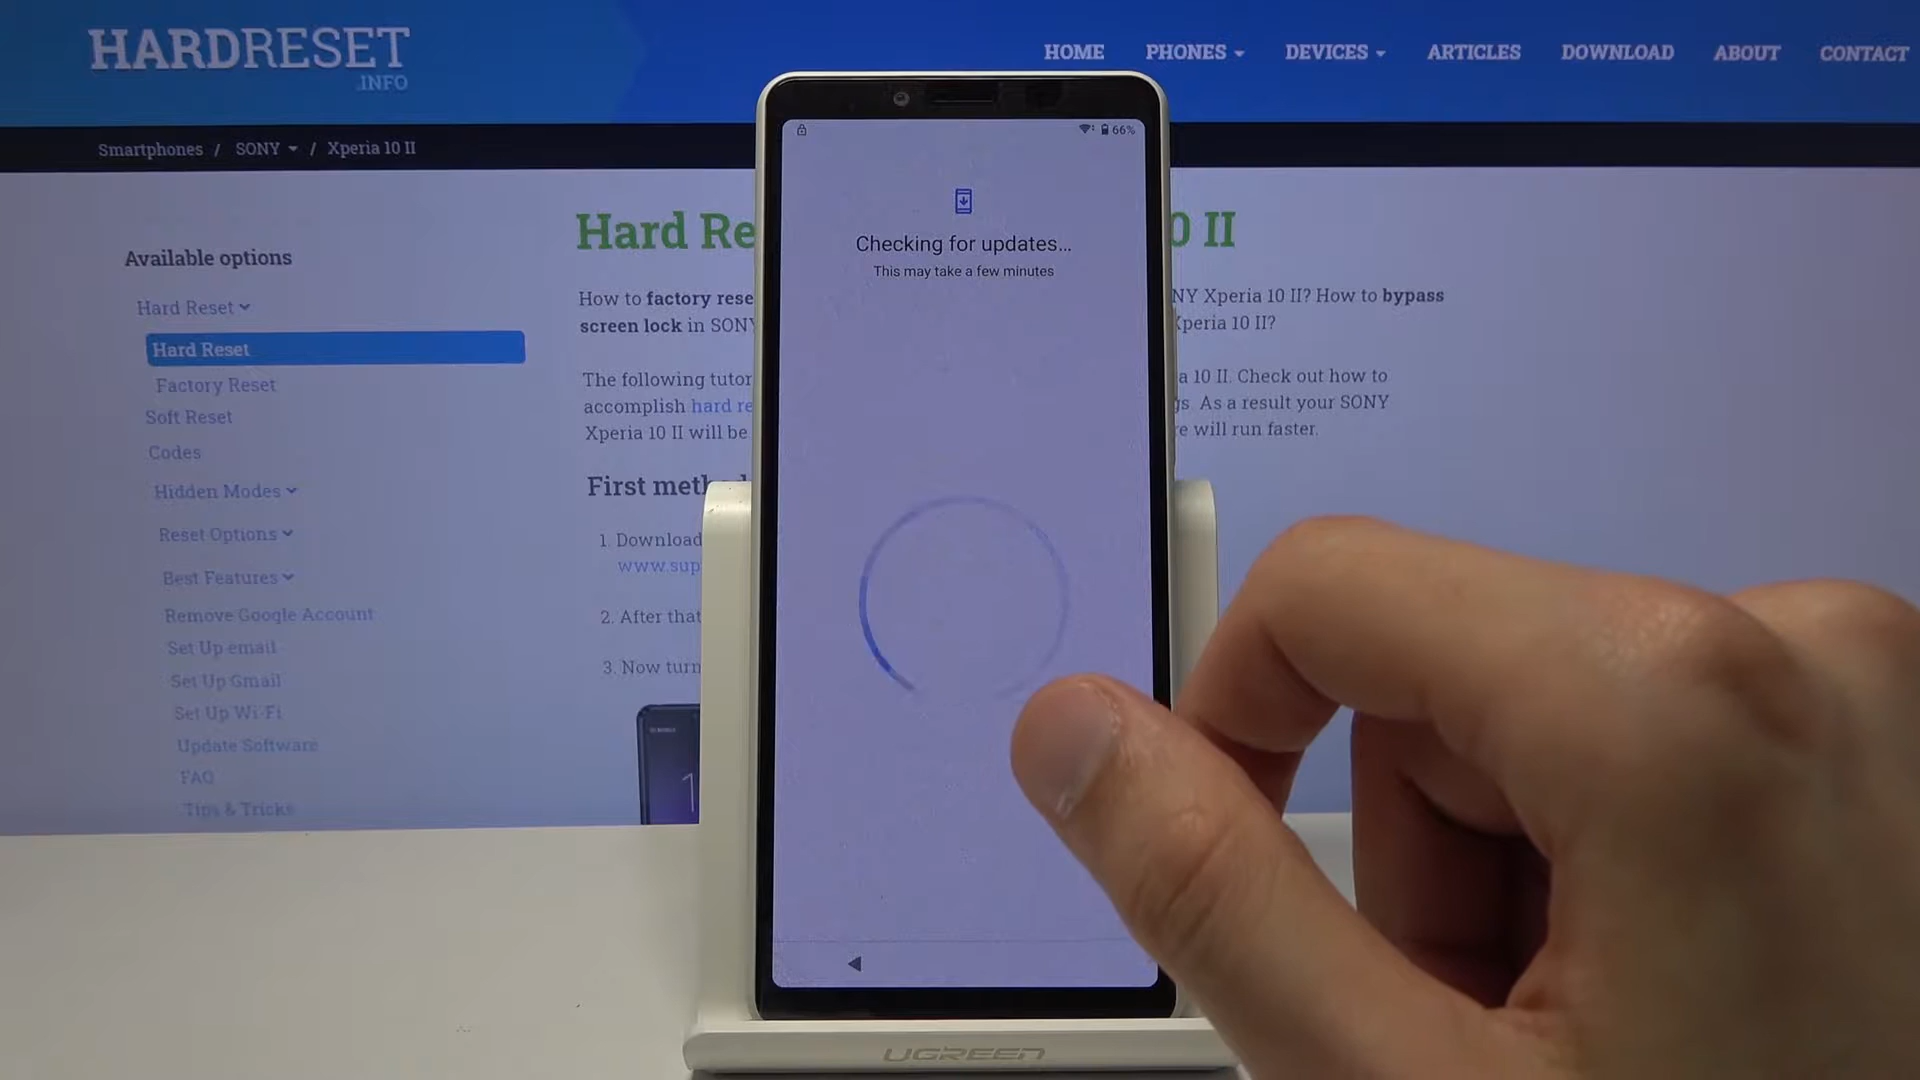 HARDRESET
.INFO
HOME PHONES DEVICES ARTICLES DOWNLOAD ABOUT CONTACT
Smartphones / SONY / Xperia 10 II
66%
Checking for updates...
This may take a few minutes
Available options
Hard Reset
Hard Reset
Factory Reset
Soft Reset
Codes
Hidden Modes
Reset Options
Best Features
Remove Google Account
Set Up email
Set Up Gmail
Set Up Wi-Fi
Update Software
FAQ
Tips & Tricks
Hard Re 0 II
How to factory rese NY Xperia 10 II? How to bypass
screen lock in SONY Xperia 10 II?
The following tutor a 10 II. Check out how to
accomplish hard re gs. As a result your SONY
Xperia 10 II will be re will run faster.
First meth
1. Download
www.sup
2. After that
3. Now turn
UGREEN